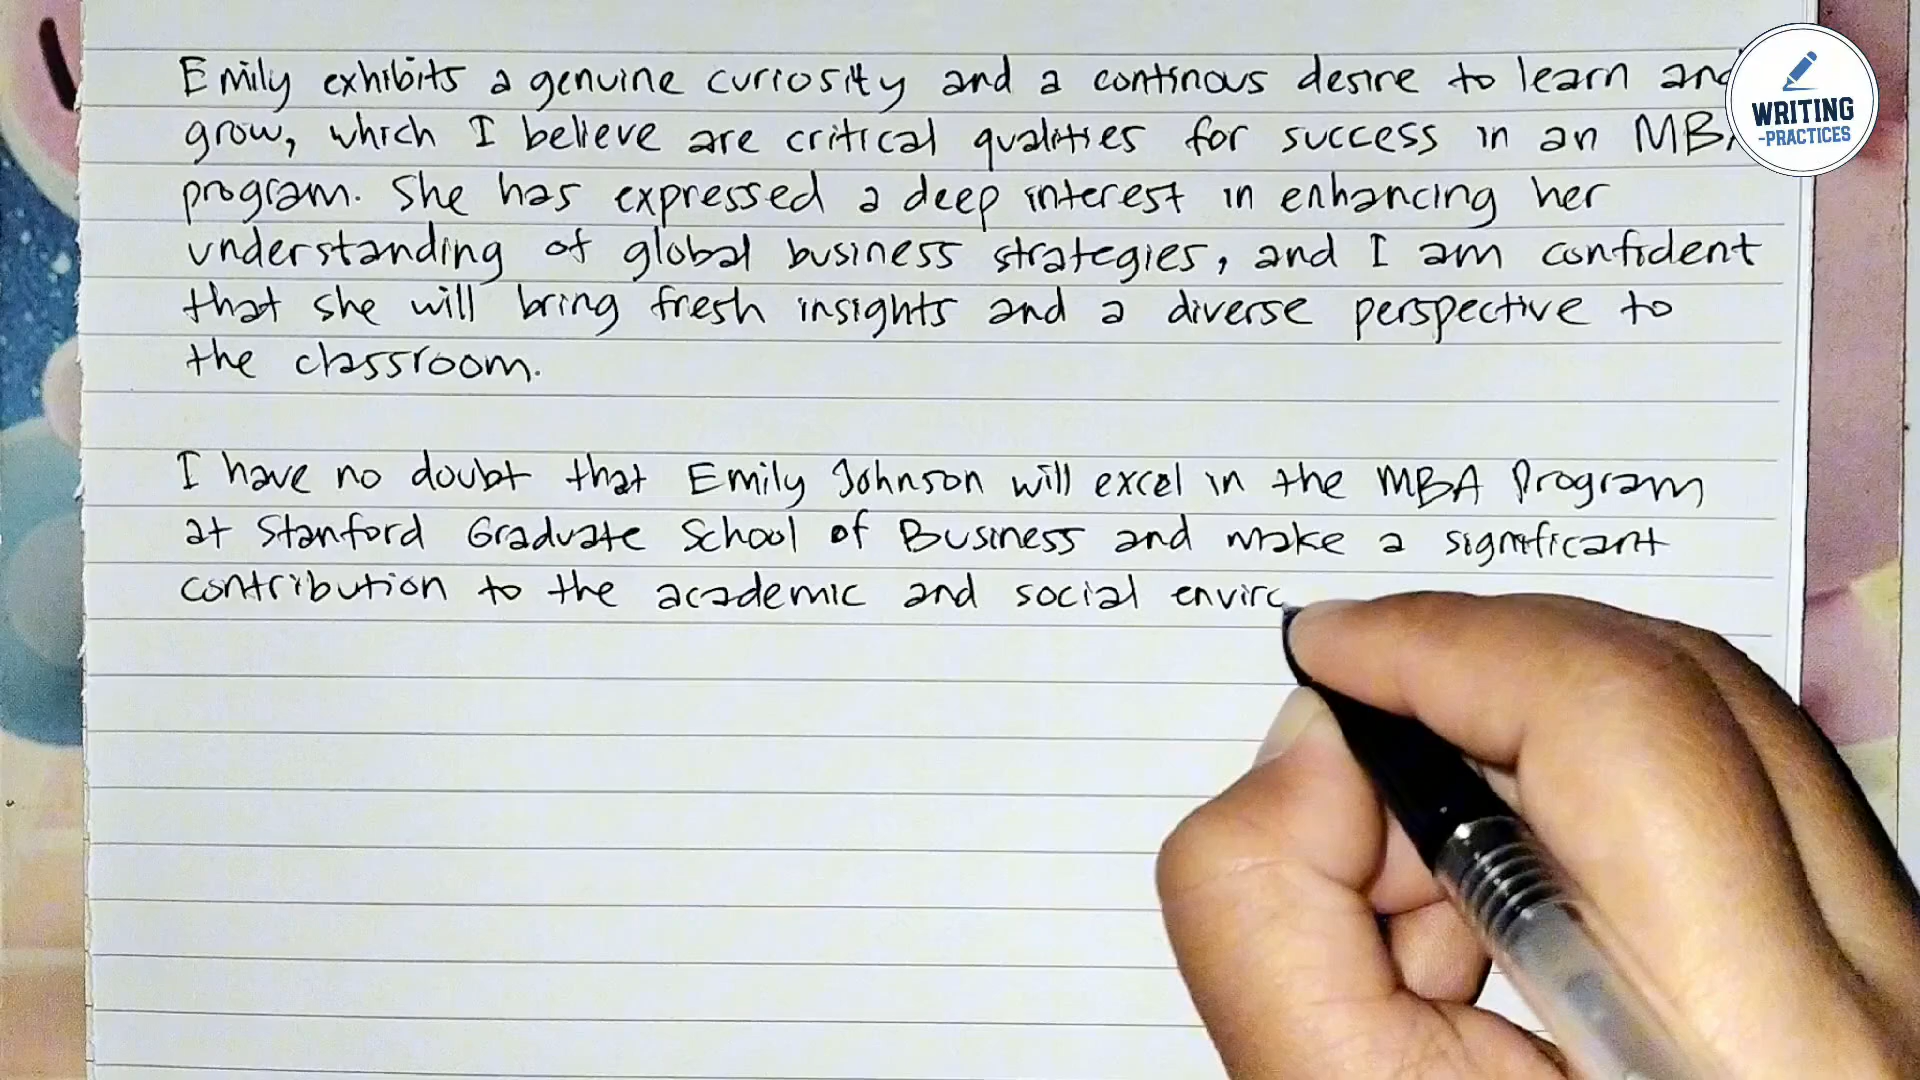 Emily exhibits a genuine curiosity and a continous desire to learn and
grow, which I believe are critical qualities for success in an MBA
program. She has expressed a deep interest in enhancing her
understanding of global business strategies, and I am confident
that she will bring fresh insights and a diverse perspective to
the classroom.
I have no doubt that Emily Johnson will excel in the MBA Program
at Stanford Graduate School of Business and make a significant
contribution to the academic and social enviro
WRITING
-PRACTICES